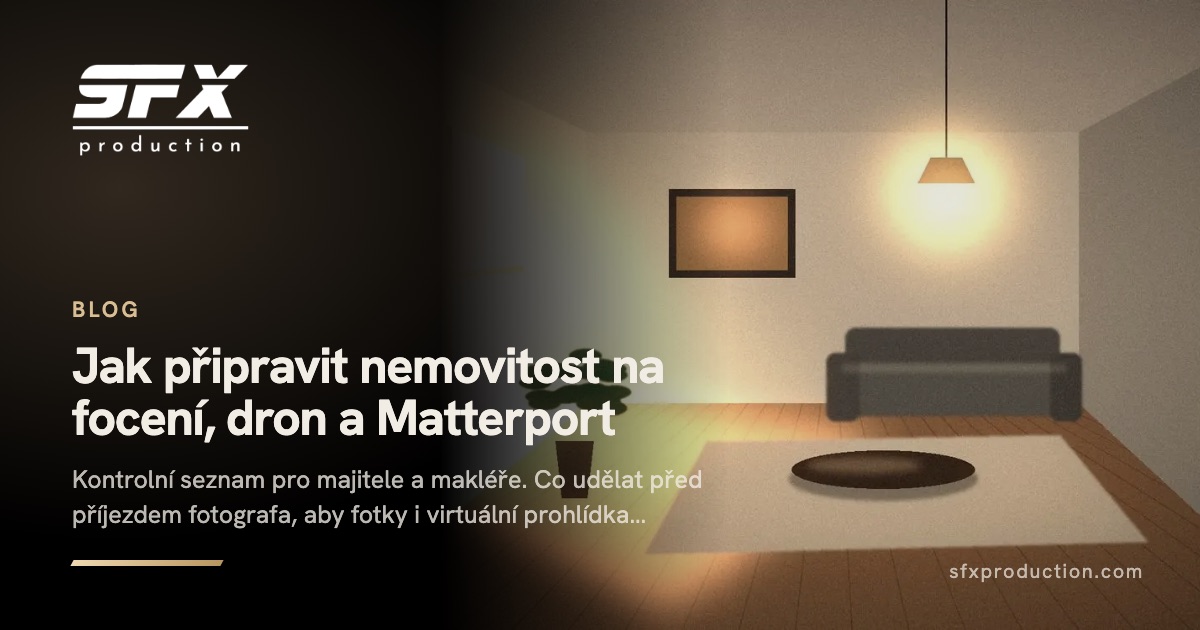 SFX
production
BLOG
Jak připravit nemovitost na
focení, dron a Matterport
Kontrolní seznam pro majitele a makléře. Co udělat před
příjezdem fotografa, aby fotky i virtuální prohlídka...
sfxproduction.com